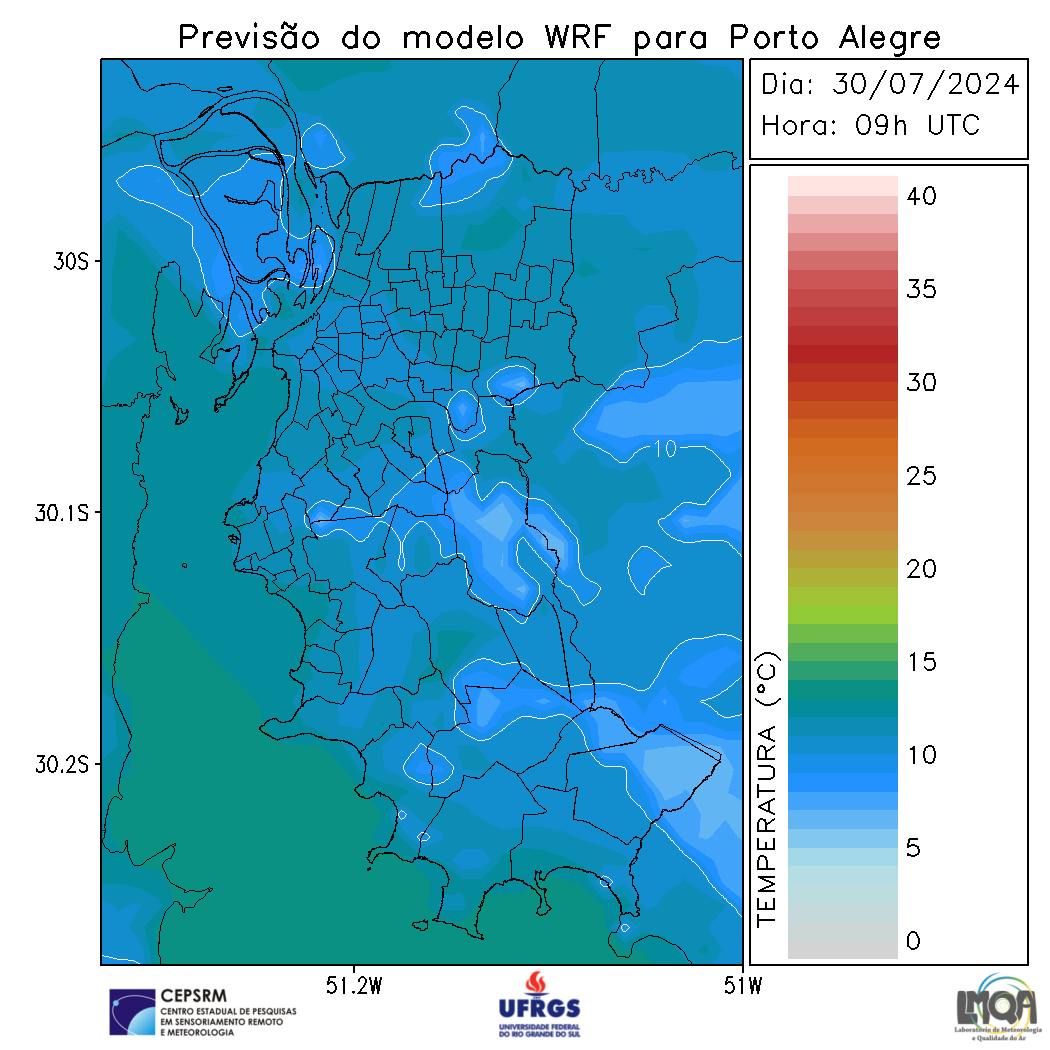 Previsão do modelo WRF para Porto Alegre
Dia: 30/07/2024
Hora: 09h UTC
40
35
30
25
20
15
10
5
0
TEMPERATURA (°C)
30S
30.1S
30.2S
10
51.2W
51W
CEPSRM
CENTRO ESTADUAL DE PESQUISAS
EM SENSORIAMENTO REMOTO
E METEOROLOGIA
UFRGS
UNIVERSIDADE FEDERAL
DO RIO GRANDE DO SUL
LMQA
Laboratório de Meteorologia
e Qualidade do Ar